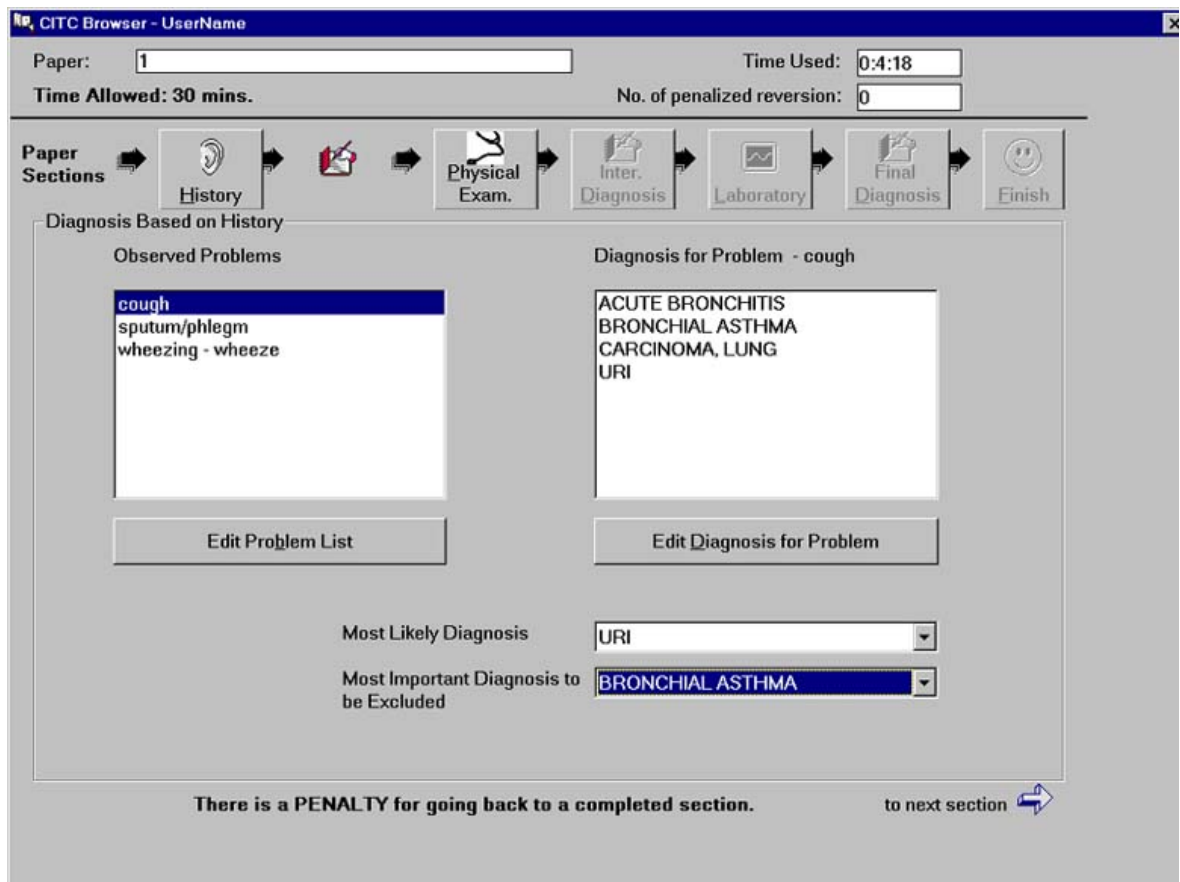 CITC Browser - UserName
Paper: 1
Time Used: 0:4:18
Time Allowed: 30 mins.
No. of penalized reversion: 0
Paper
Sections
History
Physical
Exam.
Inter.
Diagnosis
Laboratory
Final
Diagnosis
Finish
Diagnosis Based on History
Observed Problems
cough
sputum/phlegm
wheezing - wheeze
Edit Problem List
Diagnosis for Problem - cough
ACUTE BRONCHITIS
BRONCHIAL ASTHMA
CARCINOMA, LUNG
URI
Edit Diagnosis for Problem
Most Likely Diagnosis
URI
Most Important Diagnosis to
be Excluded
BRONCHIAL ASTHMA
There is a PENALTY for going back to a completed section.
to next section